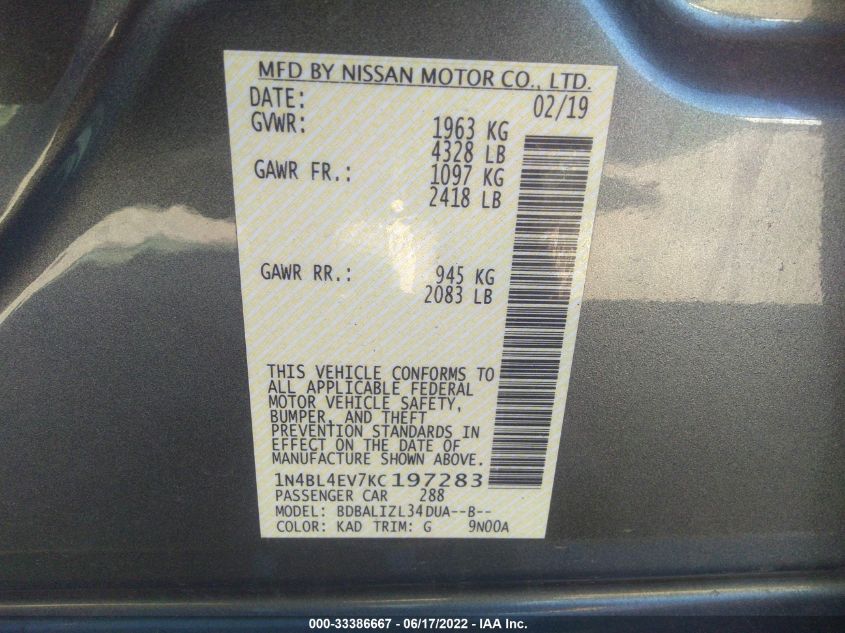 MFD BY NISSAN MOTOR CO., LTD.
DATE: 02/19
GVWR: 1963 KG
4328 LB
GAWR FR.: 1097 KG
2418 LB
GAWR RR.: 945 KG
2083 LB
THIS VEHICLE CONFORMS TO
ALL APPLICABLE FEDERAL
MOTOR VEHICLE SAFETY,
BUMPER, AND THEFT
PREVENTION STANDARDS IN
EFFECT ON THE DATE OF
MANUFACTURE SHOWN ABOVE.
1N4BL4EV7KC197283
PASSENGER CAR 288
MODEL: BDBALIZL34DUA--B--
COLOR: KAD TRIM: G 9N00A
000-33386667 - 06/17/2022 - IAA Inc.